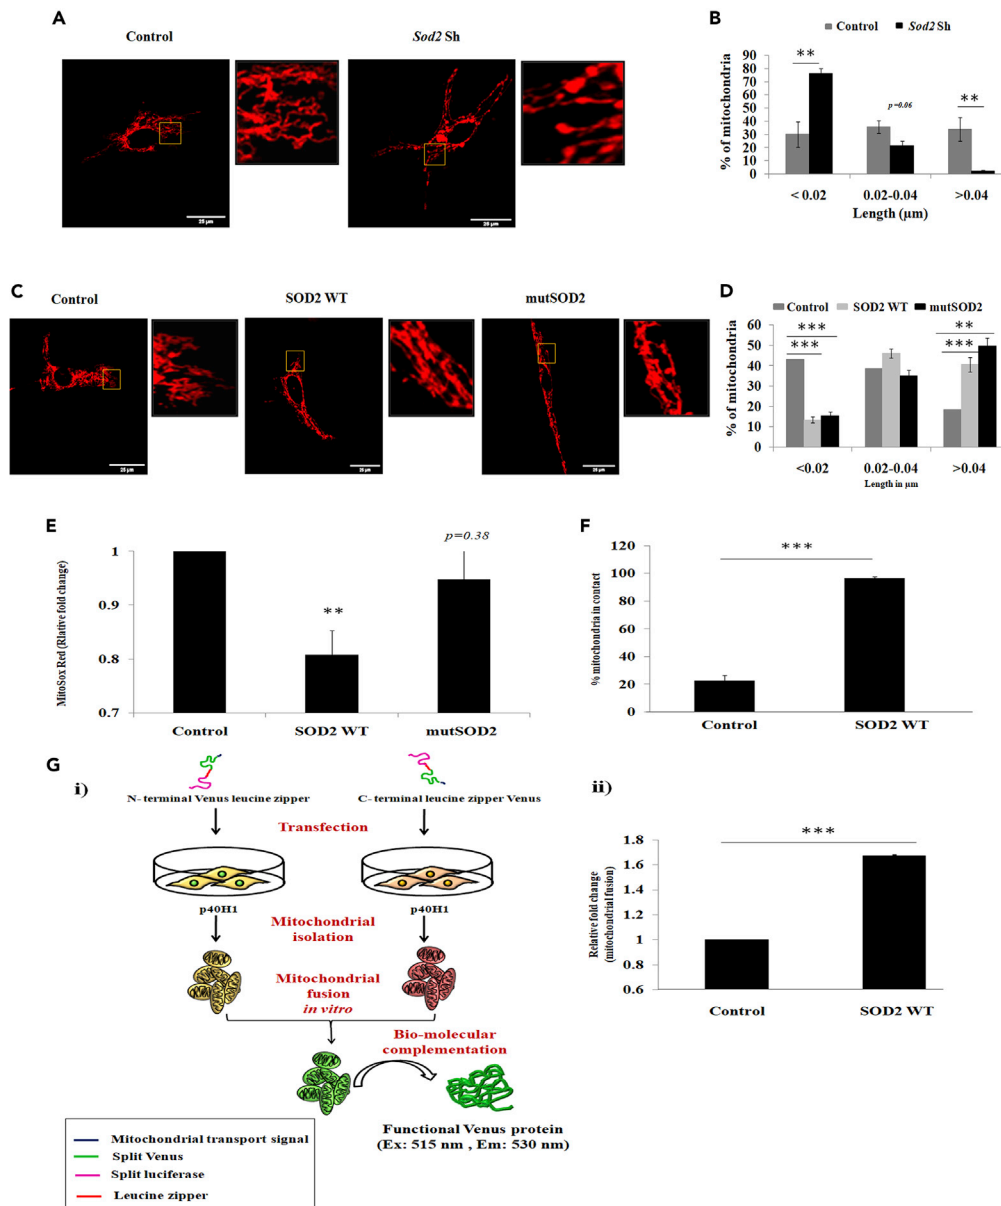 A
Control
Sod2 Sh
25 µm
25 µm
B
Control Sod2 Sh
% of mitochondria
90
80
70
60
50
40
30
20
10
0
**
p =0.06
**
< 0.02 0.02-0.04 >0.04
Length (µm)
C
Control
SOD2 WT
mutSOD2
25 µm
25 µm
25 µm
D
Control SOD2 WT mutSOD2
% of mitochondria
60
50
40
30
20
10
0
***
***
**
***
<0.02 0.02-0.04 >0.04
Length in µm
E
MitoSox Red (Rlative fold change)
1
0.9
0.8
0.7
**
p=0.38
Control SOD2 WT mutSOD2
F
% mitochondria in contact
120
100
80
60
40
20
0
***
Control SOD2 WT
G
i)
N- terminal Venus leucine zipper
C- terminal leucine zipper Venus
Transfection
p40H1
p40H1
Mitochondrial
isolation
Mitochondrial
fusion
in vitro
Bio-molecular
complementation
Functional Venus protein
(Ex: 515 nm , Em: 530 nm)
Mitochondrial transport signal
Split Venus
Split luciferase
Leucine zipper
ii)
Relative fold change
(mitochondrial fusion)
1.8
1.6
1.4
1.2
1
0.8
0.6
***
Control SOD2 WT